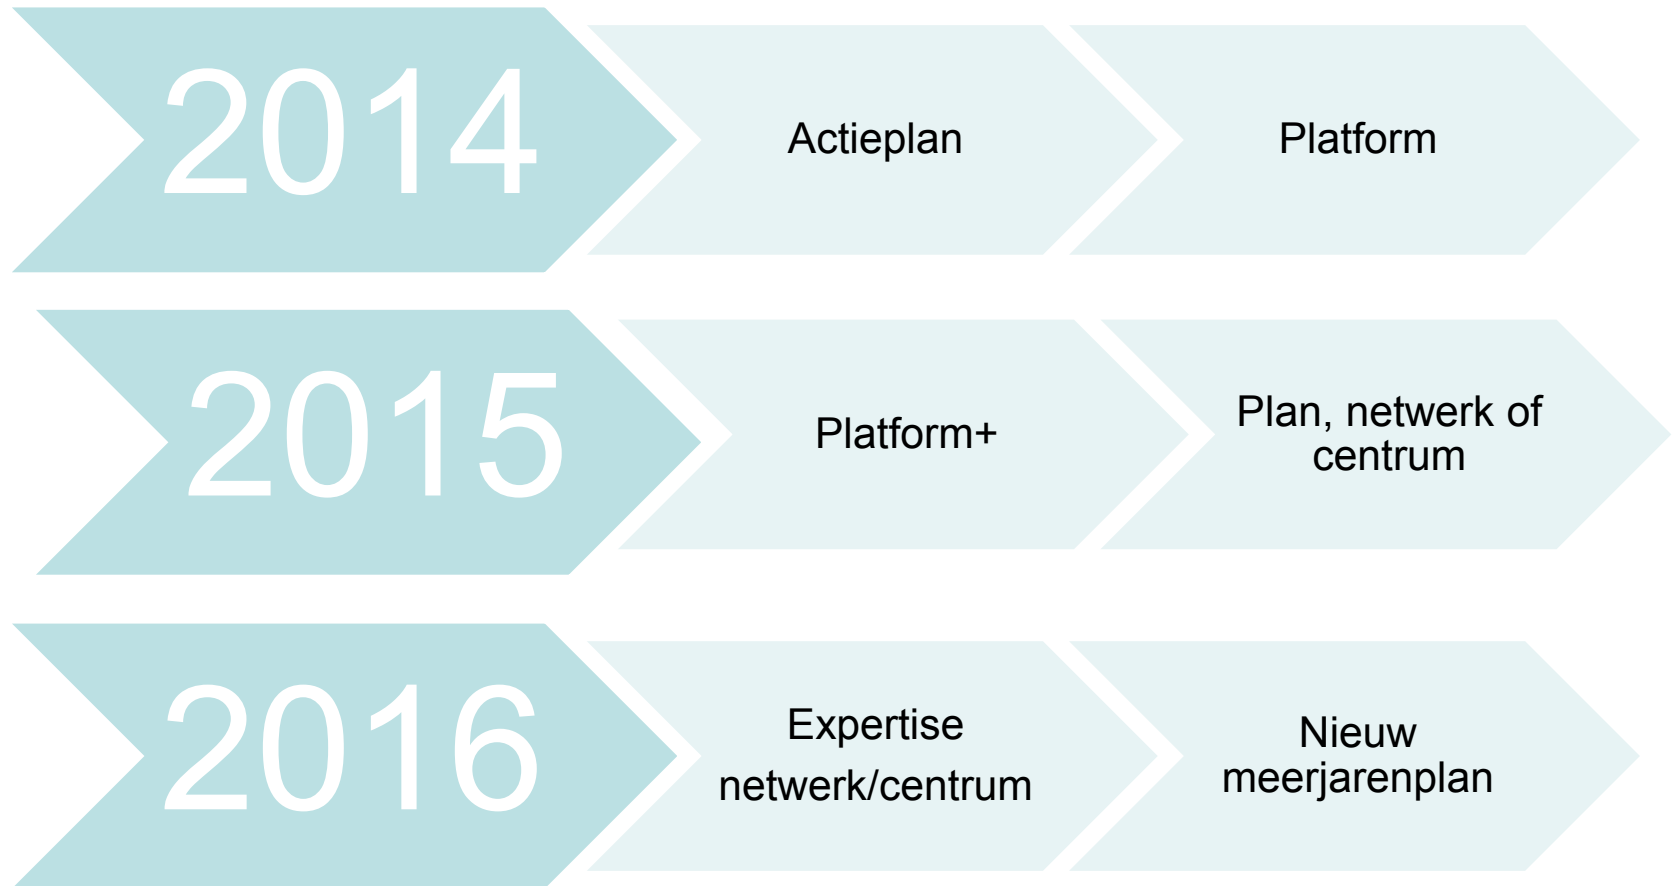 2014
Actieplan
Platform
2015
Platform+
Plan, netwerk of
centrum
2016
Expertise
netwerk/centrum
Nieuw
meerjarenplan